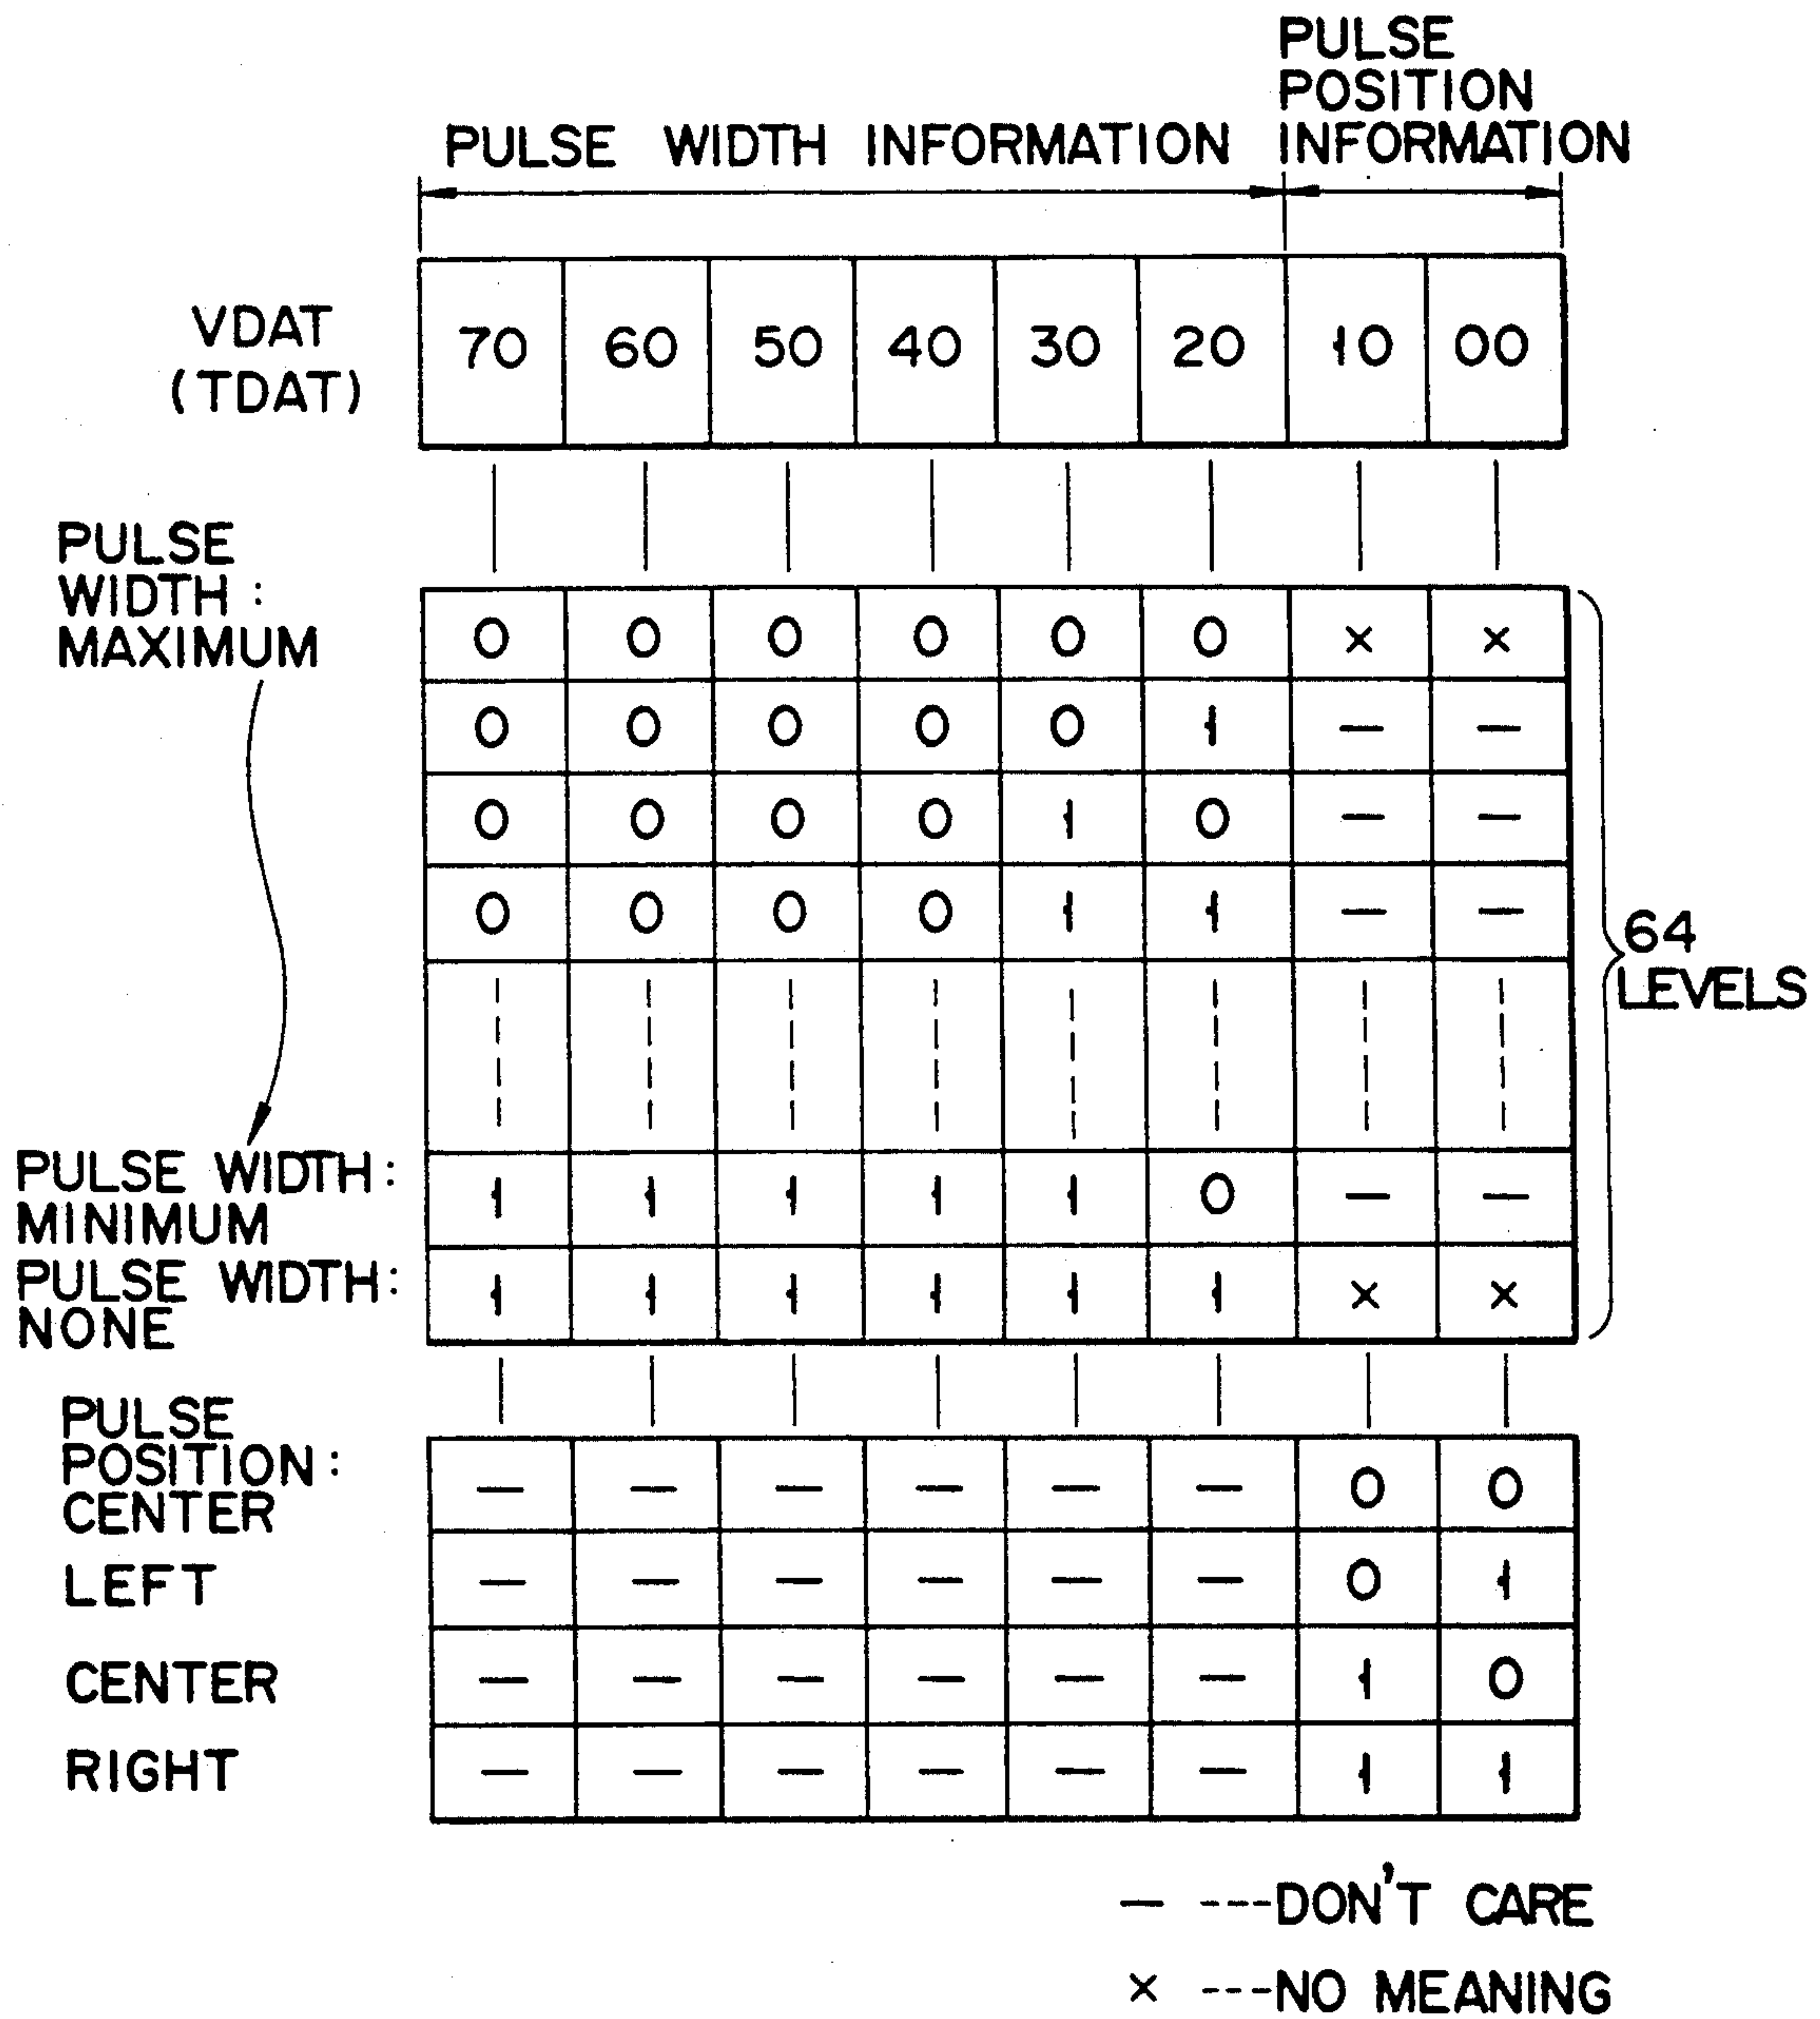 PULSE
POSITION
PULSE WIDTH INFORMATION INFORMATION
VDAT
(TDAT)
70 60 50 40 30 20 10 00
PULSE
WIDTH :
MAXIMUM
0 0 0 0 0 0 × ×
0 0 0 0 0 1 — —
0 0 0 0 1 0 — —
0 0 0 0 1 1 — —
64
LEVELS
PULSE WIDTH:
MINIMUM
1 1 1 1 1 0 — —
PULSE WIDTH:
NONE
1 1 1 1 1 1 × ×
PULSE
POSITION:
CENTER
— — — — — — 0 0
LEFT
— — — — — — 0 1
CENTER
— — — — — — 1 0
RIGHT
— — — — — — 1 1
— ---DON'T CARE
× ---NO MEANING